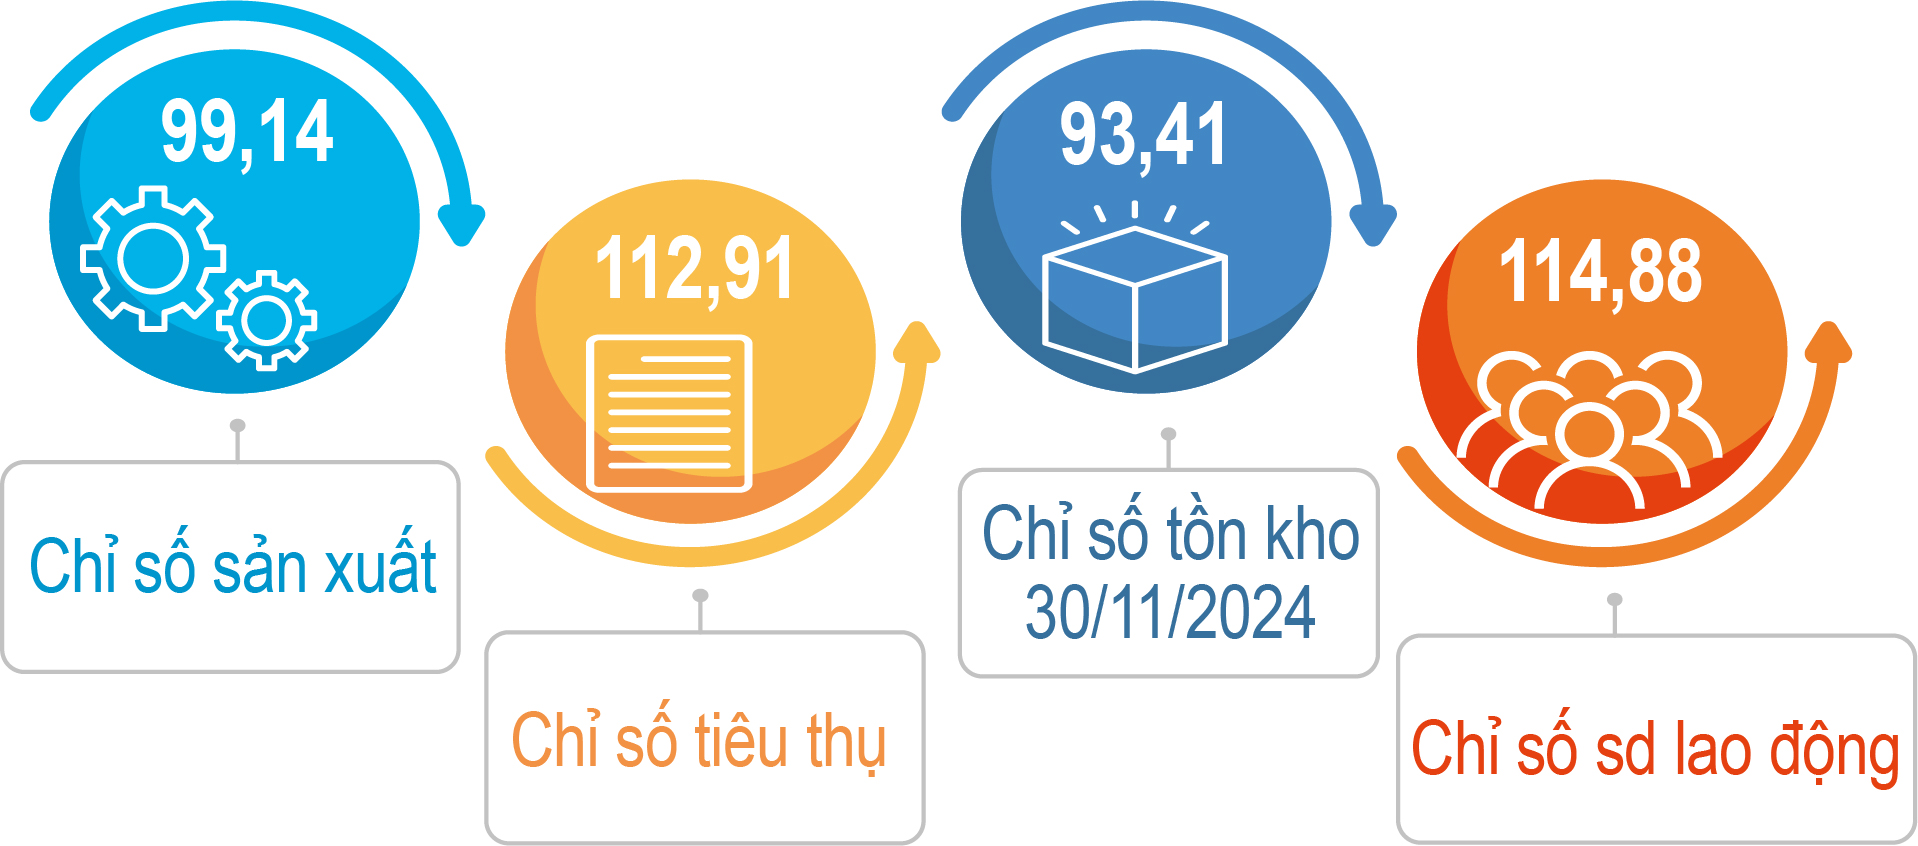 99,14
Chỉ số sản xuất
112,91
Chỉ số tiêu thụ
93,41
Chỉ số tồn kho
30/11/2024
114,88
Chỉ số sd lao động